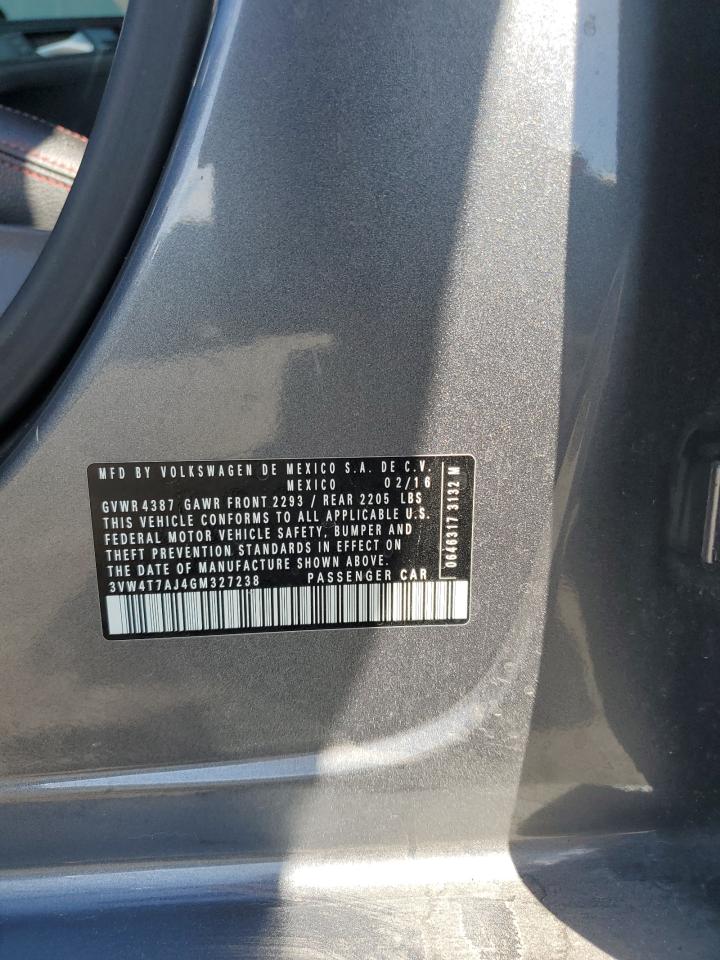 MFD BY VOLKSWAGEN DE MEXICO S.A. DE C.V.
MEXICO 02/16
GVWR 4387 GAWR FRONT 2293 / REAR 2205 LBS
THIS VEHICLE CONFORMS TO ALL APPLICABLE U.S.
FEDERAL MOTOR VEHICLE SAFETY, BUMPER AND
THEFT PREVENTION STANDARDS IN EFFECT ON
THE DATE OF MANUFACTURE SHOWN ABOVE.
3VW4T7AJ4GM327238 PASSENGER CAR
0646317 3132 M